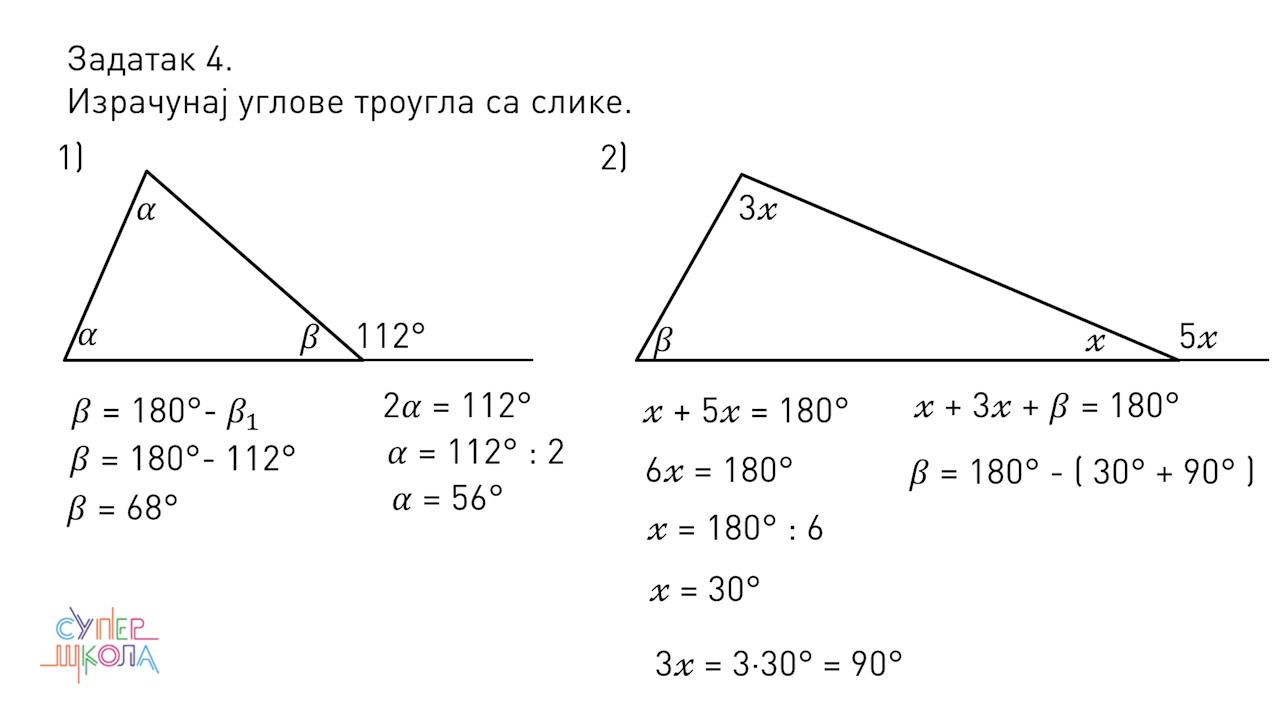 Задатак 4.
Израчунај углове троугла са слике.
1)
α
α
β
112°
β = 180°- β₁
β = 180°- 112°
β = 68°
2α = 112°
α = 112° : 2
α = 56°
2)
3x
β
x
5x
x + 5x = 180°
6x = 180°
x = 180° : 6
x = 30°
3x = 3·30° = 90°
x + 3x + β = 180°
β = 180° - ( 30° + 90° )
СУПЕР
ШКОЛА